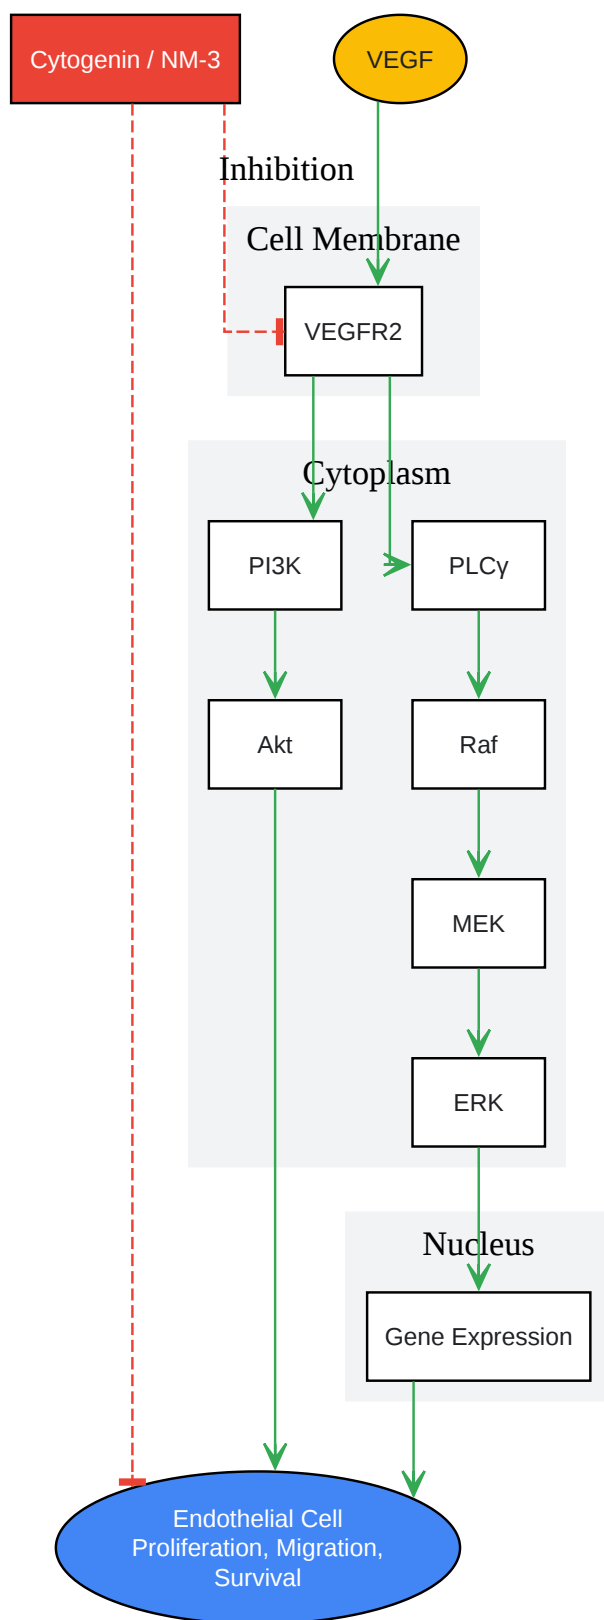 Cytogenin / NM-3
VEGF
Inhibition
Cell Membrane
VEGFR2
Cytoplasm
PI3K
PLCγ
Akt
Raf
MEK
ERK
Nucleus
Gene Expression
Endothelial Cell
Proliferation, Migration,
Survival